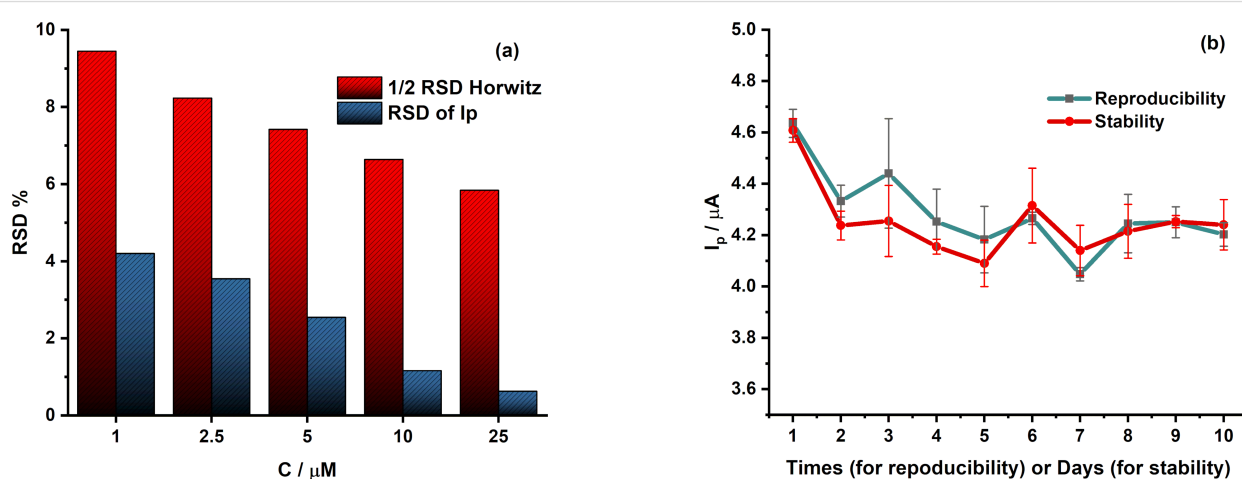 (a)
1/2 RSD Horwitz
RSD of Ip
RSD %
10
8
6
4
2
0
1 2.5 5 10 25
C / μM
(b)
Reproducibility
Stability
I_p / μA
5.0
4.8
4.6
4.4
4.2
4.0
3.8
3.6
1 2 3 4 5 6 7 8 9 10
Times (for repoducibility) or Days (for stability)